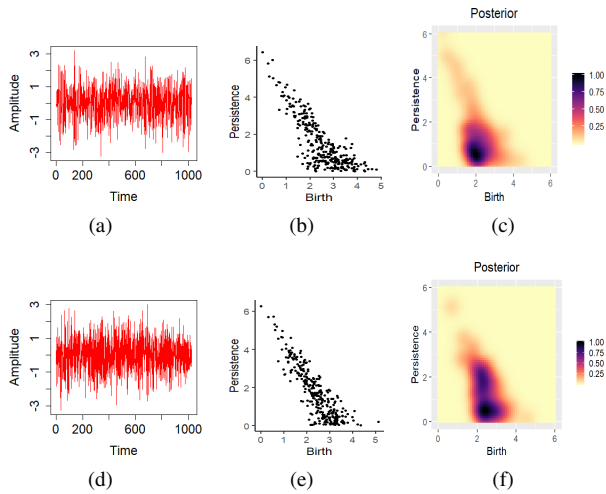 3
1
-1
-3
Amplitude
0 200 600 1000
Time
(a)
6
4
2
0
Persistence
0 1 2 3 4 5
Birth
(b)
Posterior
6
4
2
0
Persistence
0 2 4 6
Birth
1.00
0.75
0.50
0.25
(c)
3
1
-1
-3
Amplitude
0 200 600 1000
Time
(d)
6
4
2
0
Persistence
0 1 2 3 4 5
Birth
(e)
Posterior
6
4
2
0
Persistence
0 2 4 6
Birth
1.00
0.75
0.50
0.25
(f)